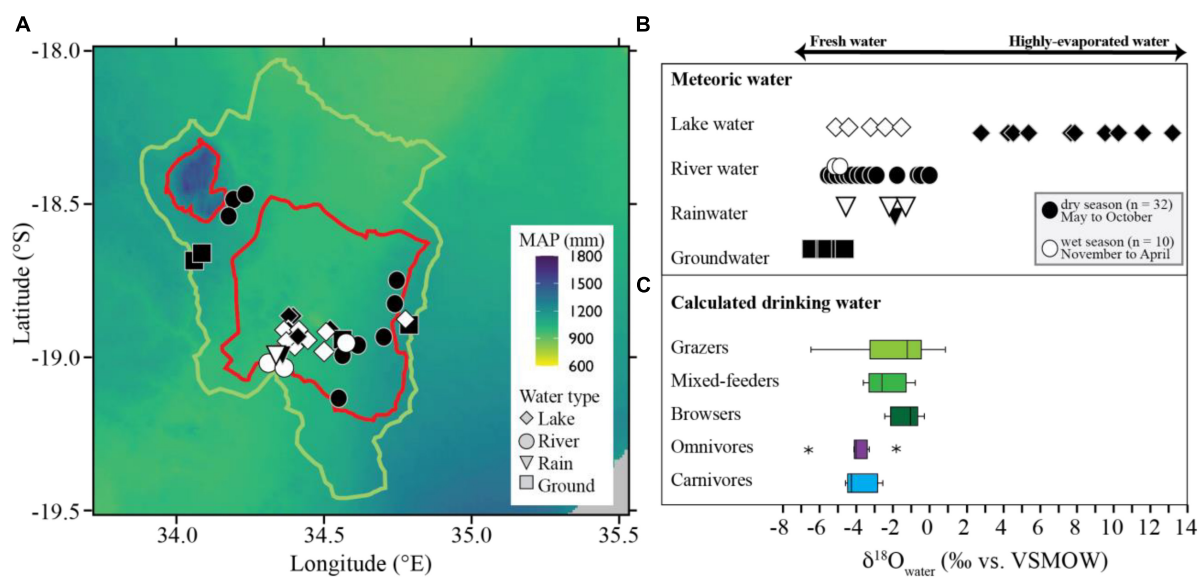 A
-18.0
-18.5
-19.0
-19.5
Latitude (°S)
34.0
34.5
35.0
35.5
Longitude (°E)
MAP (mm)
1800
1500
1200
900
600
Water type
Lake
River
Rain
Ground
B
Fresh water
Highly-evaporated water
Meteoric water
Lake water
River water
Rainwater
Groundwater
dry season (n = 32)
May to October
wet season (n = 10)
November to April
C
Calculated drinking water
Grazers
Mixed-feeders
Browsers
Omnivores
* *
Carnivores
-8 -6 -4 -2 0 2 4 6 8 10 12 14
δ¹⁸O_water (‰ vs. VSMOW)